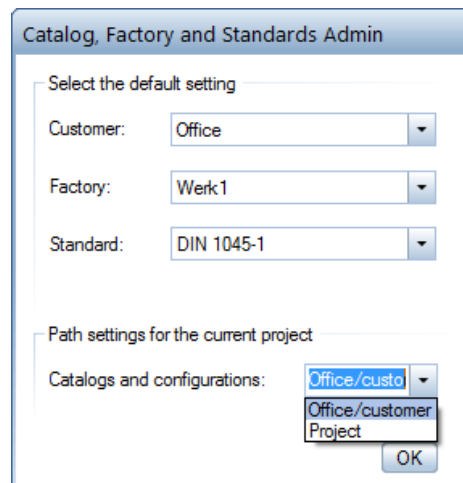 Catalog, Factory and Standards Admin
Select the default setting
Customer: Office
Factory: Werk1
Standard: DIN 1045-1
Path settings for the current project
Catalogs and configurations: Office/custo
Office/customer
Project
OK